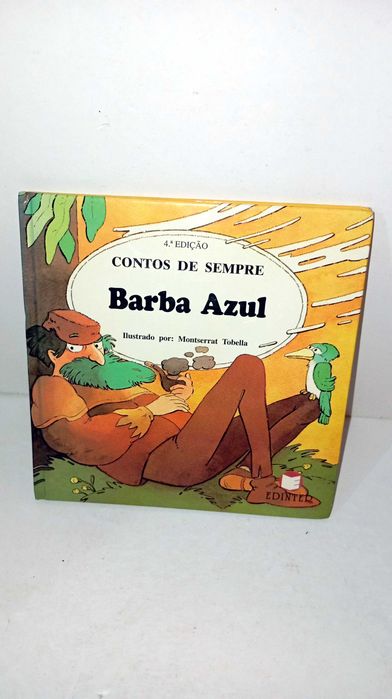 4.ª EDIÇÃO
CONTOS DE SEMPRE
Barba Azul
Ilustrado por: Montserrat Tobella
EDINTER